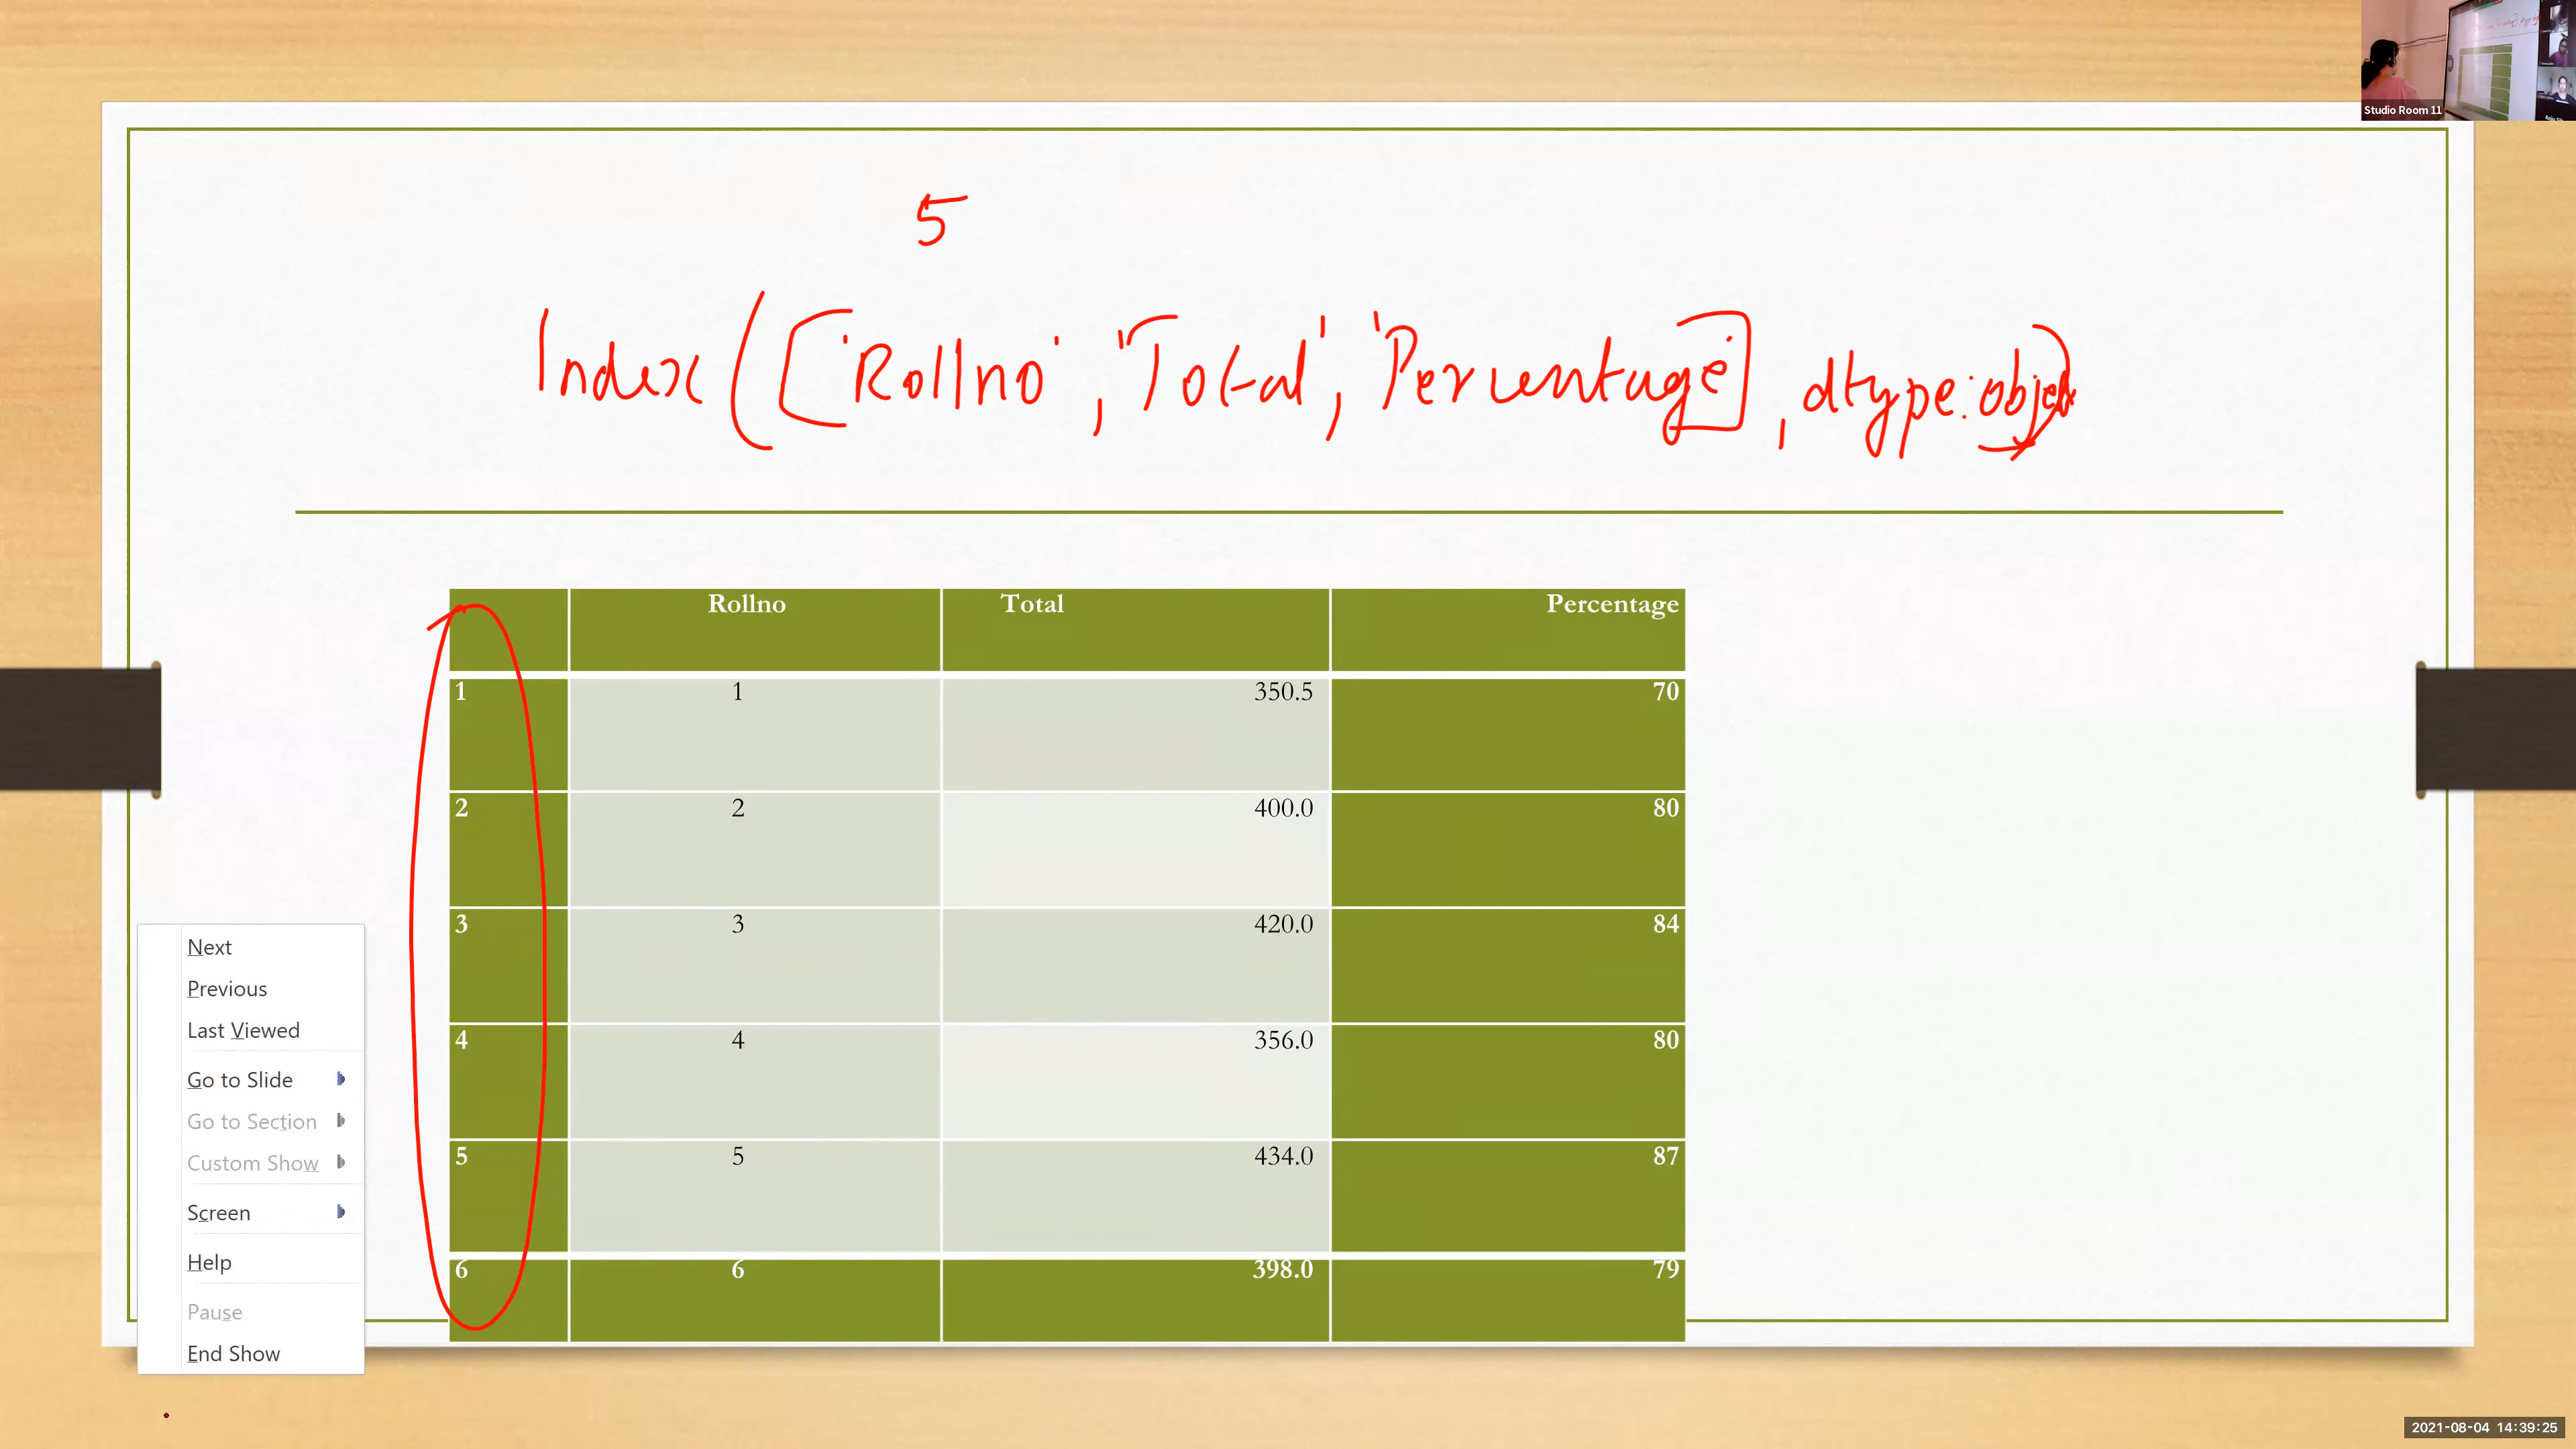 Studio Room 11
5
Index(['Rollno', 'Total', 'Percentage'], dtype:object)
Rollno Total Percentage
1 1 350.5 70
2 2 400.0 80
3 3 420.0 84
4 4 356.0 80
5 5 434.0 87
6 6 398.0 79
Next
Previous
Last Viewed
Go to Slide
Go to Section
Custom Show
Screen
Help
Pause
End Show
2021-08-04 14:39:25